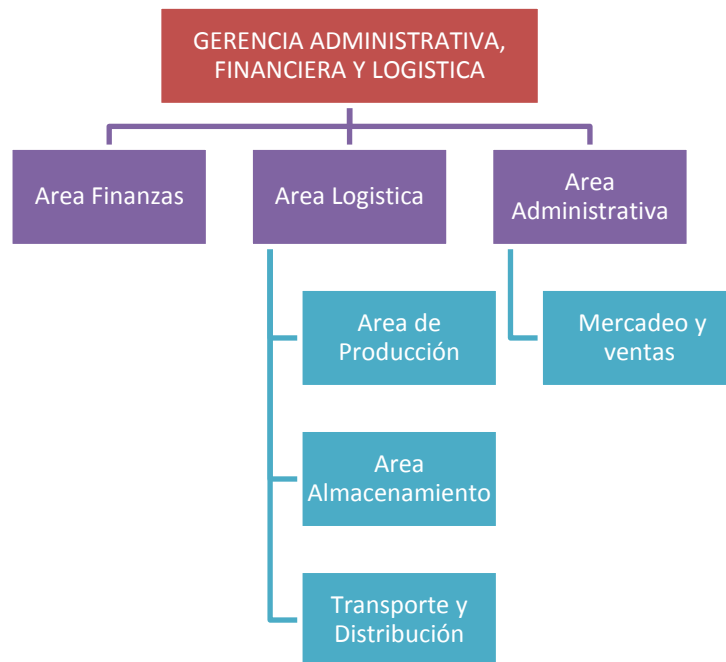 GERENCIA ADMINISTRATIVA,
FINANCIERA Y LOGISTICA
Area Finanzas
Area Logistica
Area
Administrativa
Area de
Producción
Mercadeo y
ventas
Area
Almacenamiento
Transporte y
Distribución